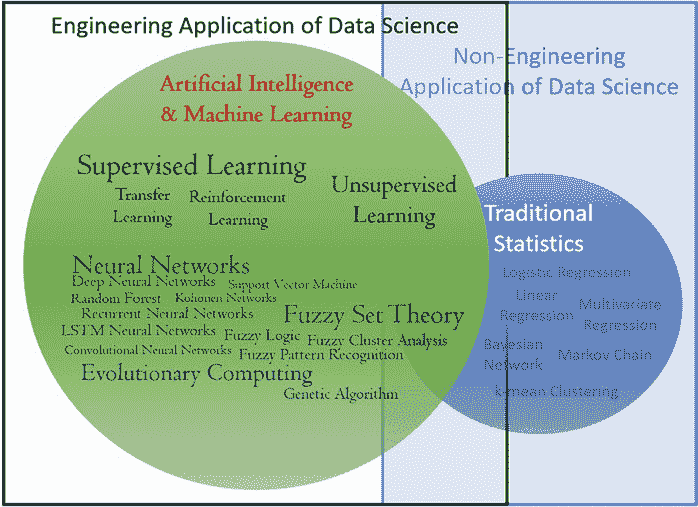 Engineering Application of Data Science
Non-Engineering
Application of Data Science
Artificial Intelligence
& Machine Learning
Supervised Learning
Transfer
Learning
Reinforcement
Learning
Unsupervised
Learning
Traditional
Statistics
Logistic Regression
Linear
Regression
Multivariate
Regression
Bayesian
Network
Markov Chain
k-mean Clustering
Neural Networks
Deep Neural Networks
Support Vector Machine
Random Forest
Kohonen Networks
Recurrent Neural Networks
Fuzzy Set Theory
LSTM Neural Networks
Fuzzy Logic
Fuzzy Cluster Analysis
Convolutional Neural Networks
Fuzzy Pattern Recognition
Evolutionary Computing
Genetic Algorithm